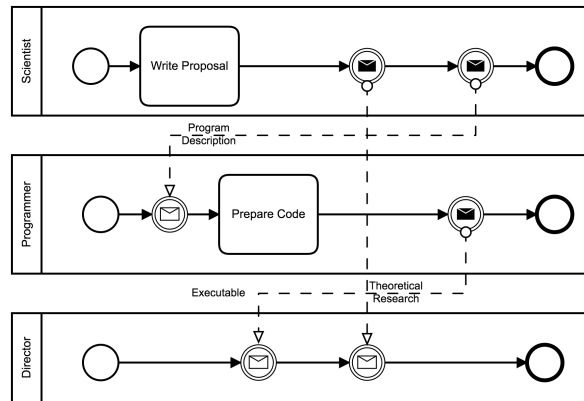 Scientist
Write Proposal
Program
Description
Programmer
Prepare Code
Executable
Theoretical
Research
Director